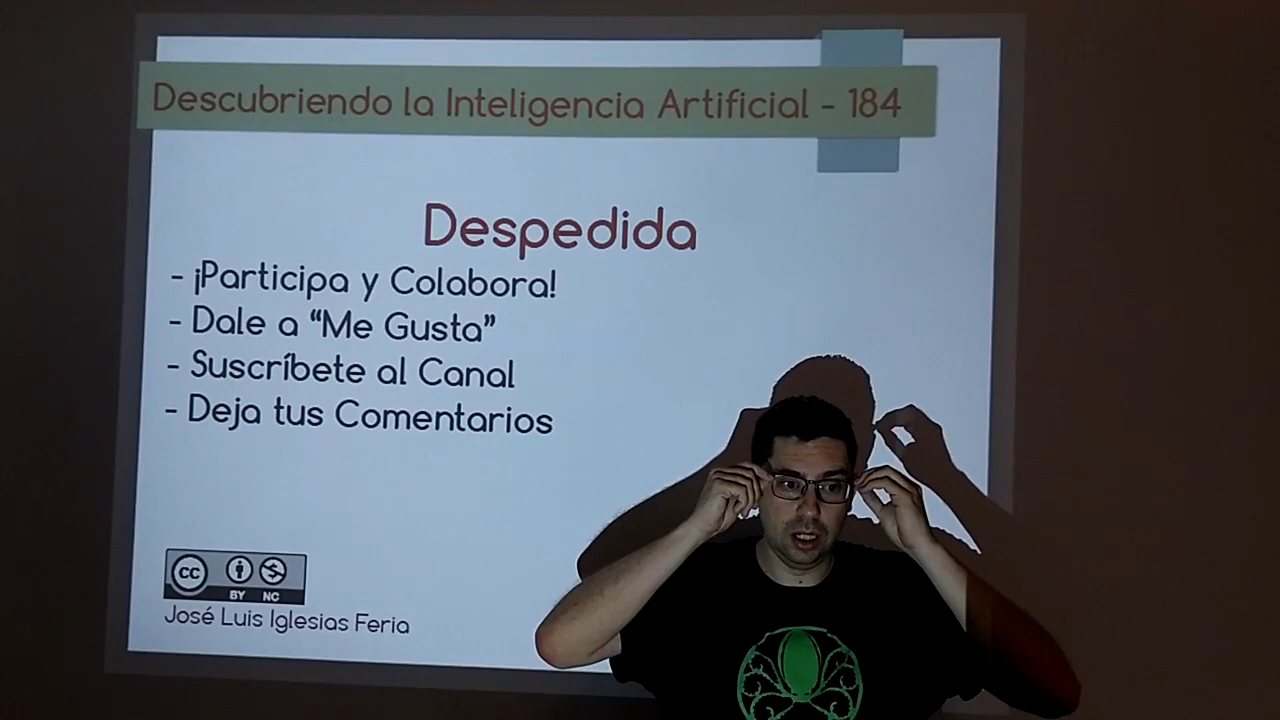 Descubriendo la Inteligencia Artificial - 184
Despedida
- ¡Participa y Colabora!
- Dale a “Me Gusta”
- Suscríbete al Canal
- Deja tus Comentarios
cc
BY NC
José Luis Iglesias Feria